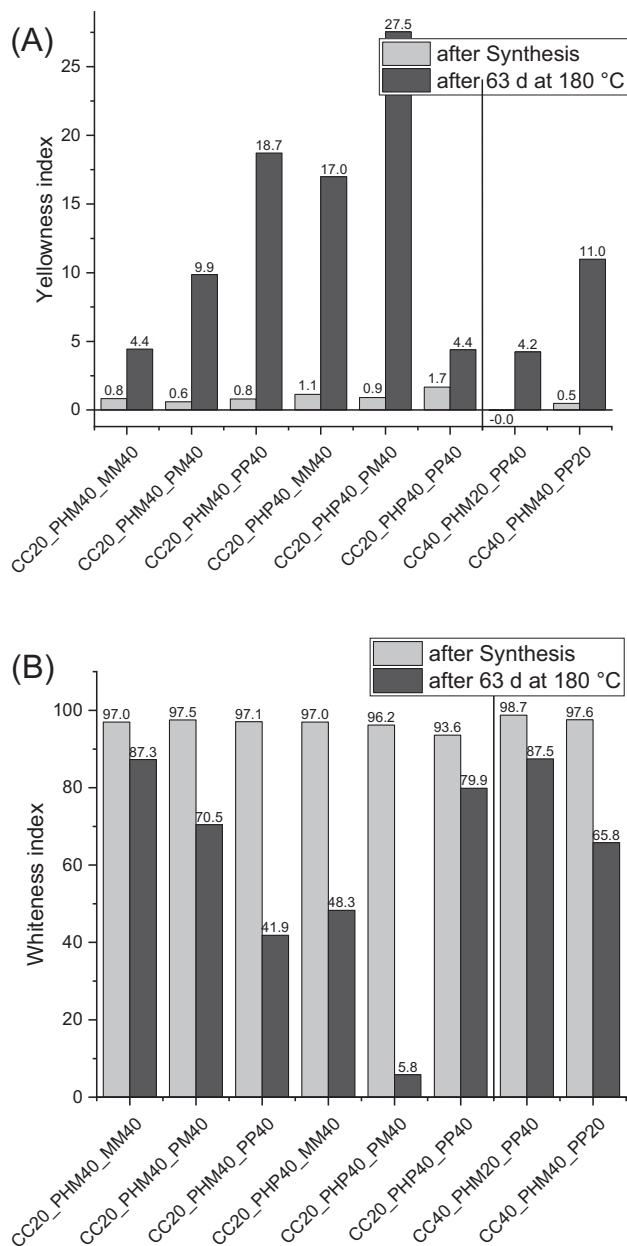 (A)
after Synthesis
after 63 d at 180 °C
Yellowness index
25
20
15
10
5
0
0.8
4.4
0.6
9.9
0.8
18.7
1.1
17.0
0.9
27.5
1.7
4.4
-0.0
4.2
0.5
11.0
CC20_PHM40_MM40
CC20_PHM40_PM40
CC20_PHM40_PP40
CC20_PHP40_MM40
CC20_PHP40_PM40
CC20_PHP40_PP40
CC40_PHM20_PP40
CC40_PHM40_PP20
(B)
after Synthesis
after 63 d at 180 °C
Whiteness index
100
80
60
40
20
0
97.0
87.3
97.5
70.5
97.1
41.9
97.0
48.3
96.2
5.8
93.6
79.9
98.7
87.5
97.6
65.8
CC20_PHM40_MM40
CC20_PHM40_PM40
CC20_PHM40_PP40
CC20_PHP40_MM40
CC20_PHP40_PM40
CC20_PHP40_PP40
CC40_PHM20_PP40
CC40_PHM40_PP20